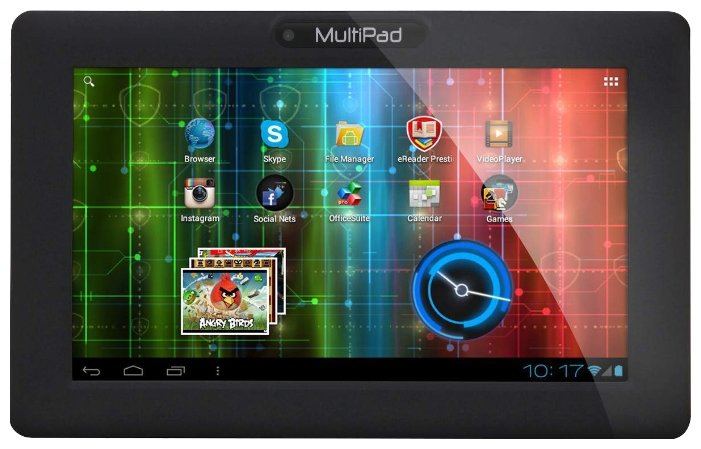 MultiPad
Browser
Skype
File Manager
eReader Presti
VideoPlayer
Instagram
Social Nets
OfficeSuite
Calendar
Games
ANGRY BIRDS
10:17